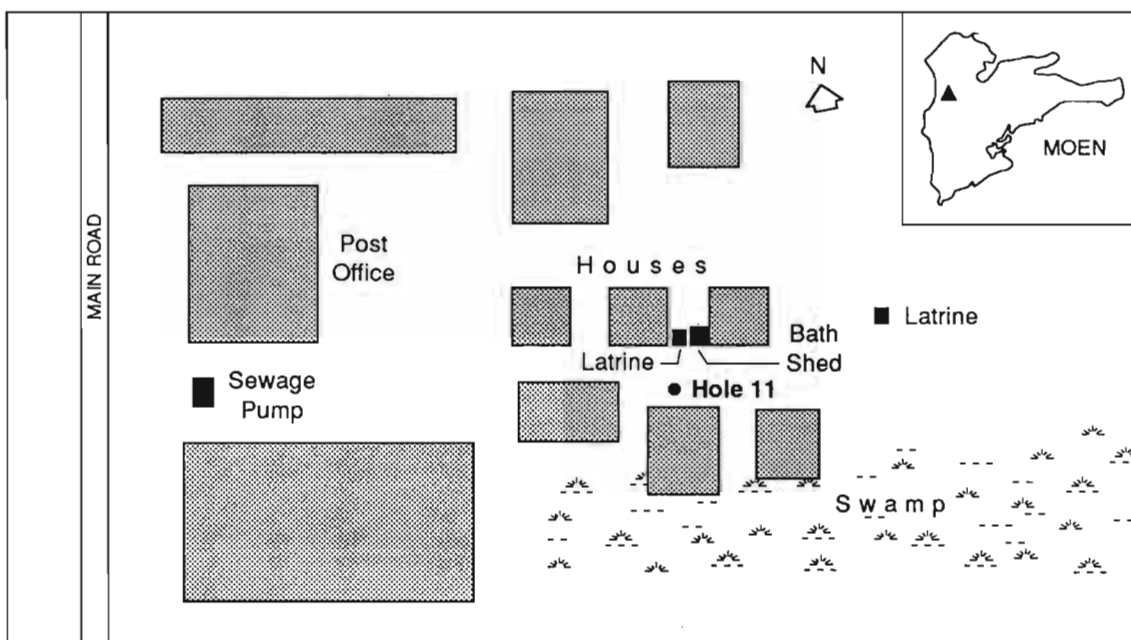 N
MOEN
MAIN ROAD
Post
Office
Houses
Latrine
Bath
Shed
Latrine
Sewage
Pump
Hole 11
Swamp